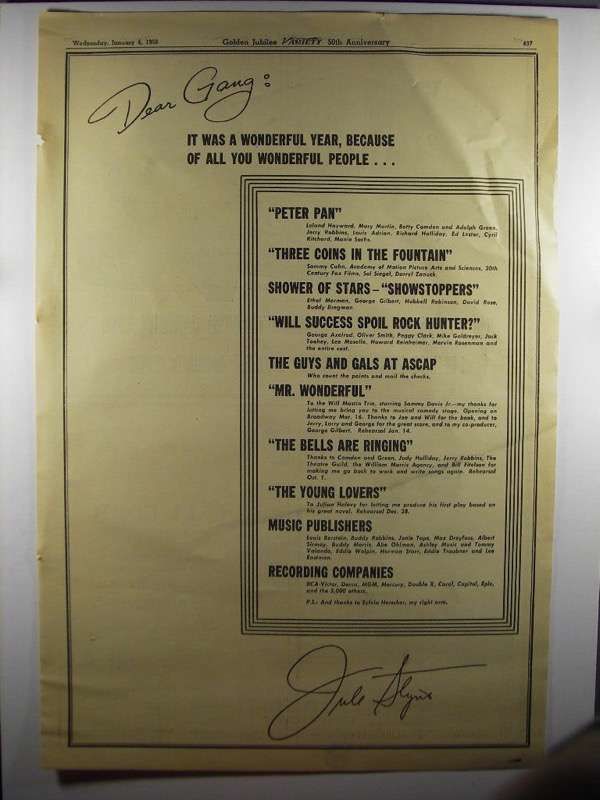 Wednesday, January 4, 1956 Golden Jubilee VARIETY 50th Anniversary 437
Dear Gang:
IT WAS A WONDERFUL YEAR, BECAUSE
OF ALL YOU WONDERFUL PEOPLE . . .
"PETER PAN"
Leland Hayward, Mary Martin, Betty Comden and Adolph Green,
Jerry Robbins, Louis Adrian, Richard Halliday, Ed Lester, Cyril
Ritchard, Manie Sachs.
"THREE COINS IN THE FOUNTAIN"
Sammy Cahn, Academy of Motion Picture Arts and Sciences, 20th
Century Fox Films, Sol Siegel, Darryl Zanuck.
SHOWER OF STARS – "SHOWSTOPPERS"
Ethel Merman, George Gilbert, Hubbell Robinson, David Rose,
Buddy Bregman.
"WILL SUCCESS SPOIL ROCK HUNTER?"
George Axelrod, Oliver Smith, Peggy Clark, Mike Goldreyer, Jack
Toohey, Lee Masella, Howard Reinheimer, Marvin Rosenman and
the entire cast.
THE GUYS AND GALS AT ASCAP
Who count the points and mail the checks.
"MR. WONDERFUL"
To the Will Mastin Trio, starring Sammy Davis Jr.—my thanks for
letting me bring you to the musical comedy stage. Opening on
Broadway Mar. 16. Thanks to Joe and Will for the book, and to
Jerry, Larry and George for the great score, and to my co-producer,
George Gilbert. Rehearsal Jan. 14.
"THE BELLS ARE RINGING"
Thanks to Comden and Green, Judy Holliday, Jerry Robbins, The
Theatre Guild, the William Morris Agency, and Bill Fitelson for
making me go back to work and write songs again. Rehearsal
Oct. 1.
"THE YOUNG LOVERS"
To Julian Halevy for letting me produce his first play based on
his great novel. Rehearsal Dec. 28.
MUSIC PUBLISHERS
Louis Bernstein, Buddy Robbins, Jonie Taps, Max Dreyfuss, Albert
Sirmay, Buddy Morris, Abe Olman, Ashley Music and Tommy
Valando, Eddie Wolpin, Herman Starr, Eddie Traubner and Lee
Eastman.
RECORDING COMPANIES
RCA-Victor, Decca, MGM, Mercury, Double X, Coral, Capitol, Epic,
and the 5,000 others.
P.S.: And thanks to Sylvia Herscher, my right arm.
Jule Styne